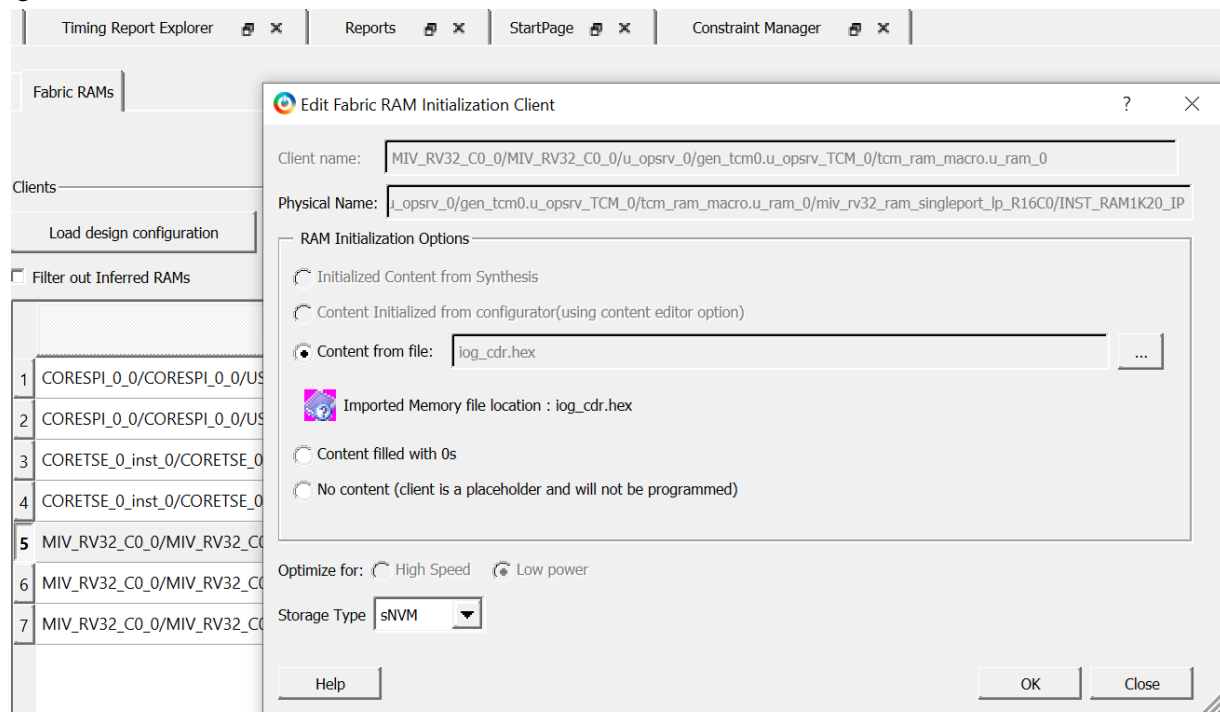 Timing Report Explorer Reports StartPage Constraint Manager
Fabric RAMs
Edit Fabric RAM Initialization Client ?
Client name: MIV_RV32_C0_0/MIV_RV32_C0_0/u_opsrv_0/gen_tcm0.u_opsrv_TCM_0/tcm_ram_macro.u_ram_0
Clients
Physical Name: u_opsrv_0/gen_tcm0.u_opsrv_TCM_0/tcm_ram_macro.u_ram_0/miv_rv32_ram_singleport_lp_R16C0/INST_RAM1K20_IP
Load design configuration
RAM Initialization Options
Filter out Inferred RAMs
Initialized Content from Synthesis
Content Initialized from configurator(using content editor option)
Content from file: iog_cdr.hex ...
1 CORESPI_0_0/CORESPI_0_0/US
Imported Memory file location : iog_cdr.hex
2 CORESPI_0_0/CORESPI_0_0/US
3 CORETSE_0_inst_0/CORETSE_0
Content filled with 0s
4 CORETSE_0_inst_0/CORETSE_0
No content (client is a placeholder and will not be programmed)
5 MIV_RV32_C0_0/MIV_RV32_C0
6 MIV_RV32_C0_0/MIV_RV32_C0
Optimize for: High Speed Low power
7 MIV_RV32_C0_0/MIV_RV32_C0
Storage Type sNVM
Help OK Close